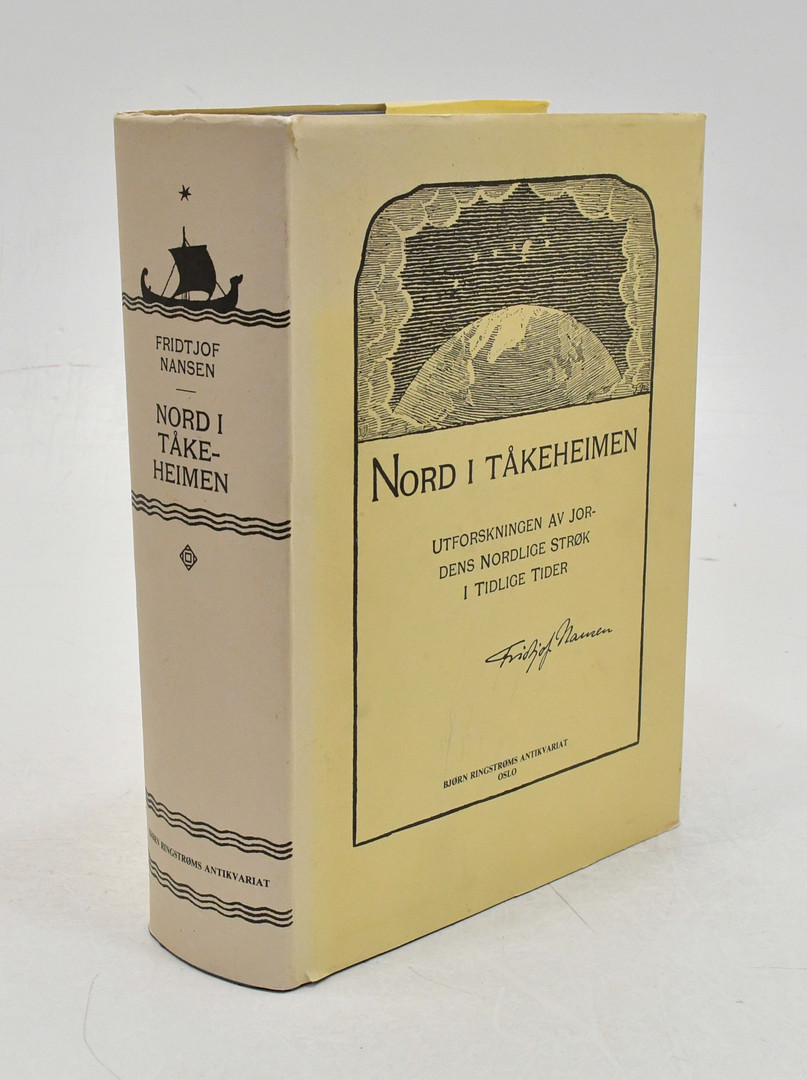 FRIDTJOF
NANSEN
NORD I
TÅKE-
HEIMEN
BJØRN RINGSTRØMS ANTIKVARIAT
NORD I TÅKEHEIMEN
UTFORSKNINGEN AV JOR-
DENS NORDLIGE STRØK
I TIDLIGE TIDER
Fridtjof Nansen
BJØRN RINGSTRØMS ANTIKVARIAT
OSLO